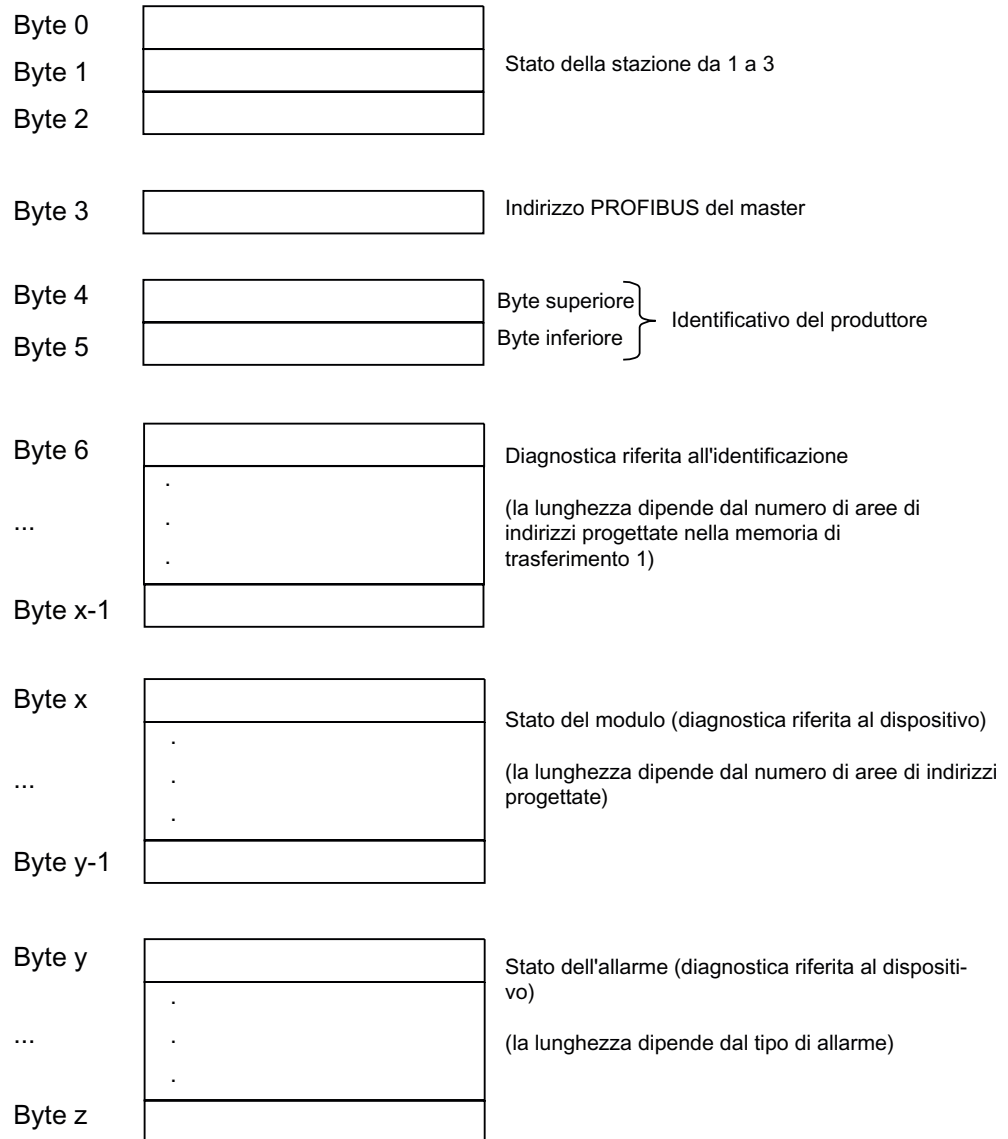 Byte 0
Byte 1
Stato della stazione da 1 a 3
Byte 2
Byte 3
Indirizzo PROFIBUS del master
Byte 4
Byte superiore
Identificativo del produttore
Byte 5
Byte inferiore
Byte 6
Diagnostica riferita all'identificazione
.
(la lunghezza dipende dal numero di aree di
indirizzi progettate nella memoria di
trasferimento 1)
...
.
.
Byte x-1
Byte x
Stato del modulo (diagnostica riferita al dispositivo)
.
(la lunghezza dipende dal numero di aree di indirizzi
progettate)
...
.
.
Byte y-1
Byte y
Stato dell'allarme (diagnostica riferita al dispositi-
vo)
.
(la lunghezza dipende dal tipo di allarme)
...
.
.
Byte z